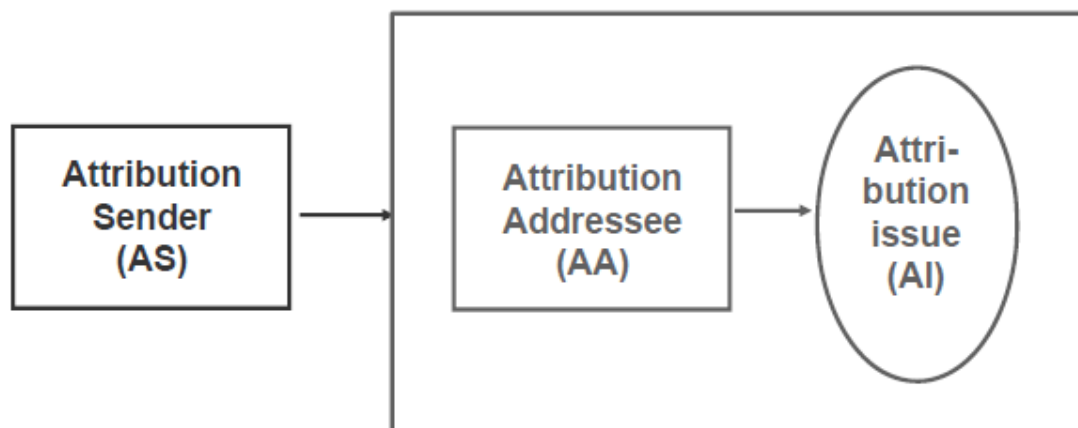 Attribution
Sender
(AS)
Attribution
Addressee
(AA)
Attri-
bution
issue
(AI)